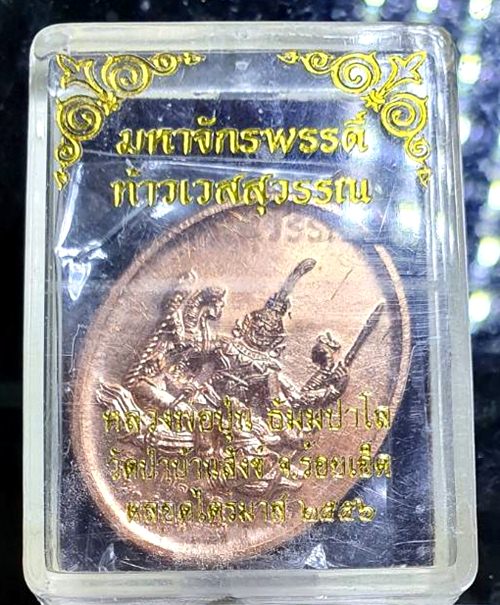 มหาจักรพรรดิ์
ท้าวเวสสุวรรณ
หลวงพ่อปุ่น ธัมมปาโล
วัดป่าบ้านสังข์ จ.ร้อยเอ็ด
ตลอดไตรมาส ๒๕๕๖